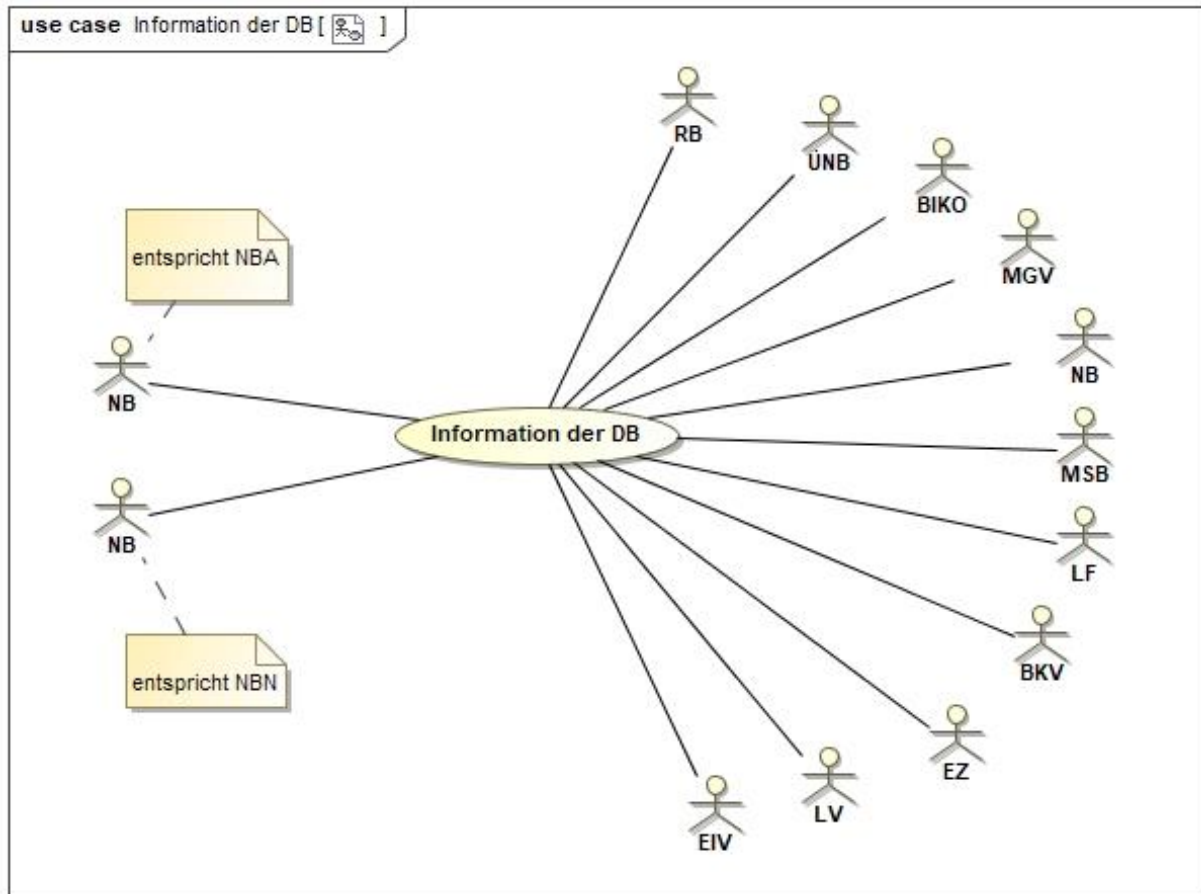 use case Information der DB [ ]
RB
ÜNB
BIKO
MGV
entspricht NBA
NB
NB
Information der DB
MSB
NB
LF
BKV
entspricht NBN
EZ
LV
EIV